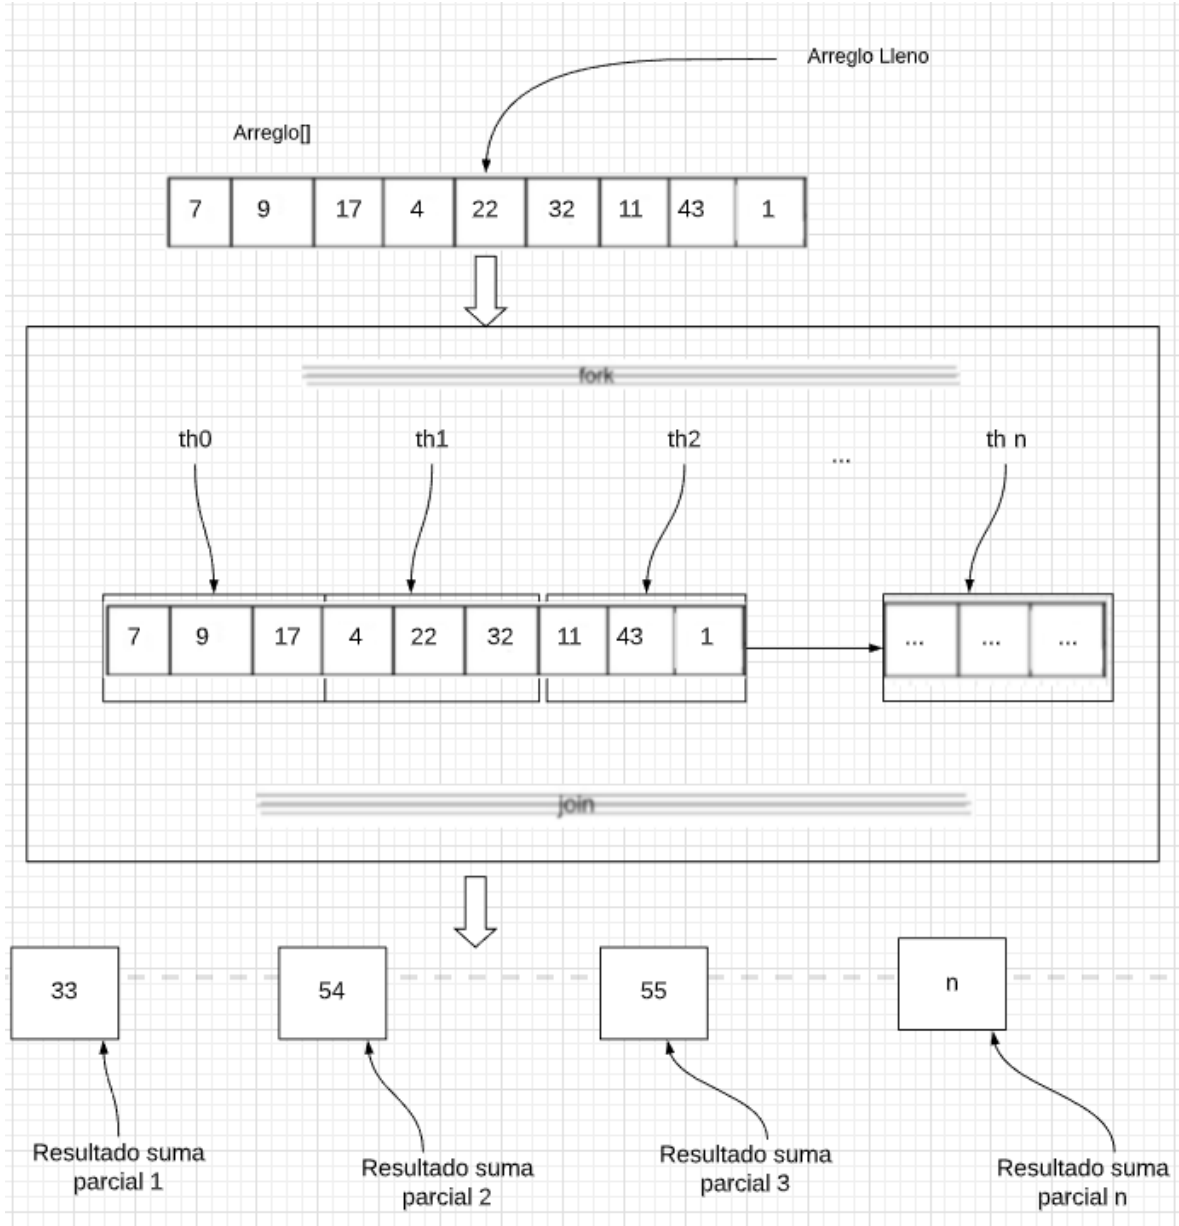 Arreglo Lleno
Arreglo[]
7 9 17 4 22 32 11 43 1
fork
th0 th1 th2 ... th n
7 9 17 4 22 32 11 43 1 ... ... ...
join
33 54 55 n
Resultado suma
parcial 1
Resultado suma
parcial 2
Resultado suma
parcial 3
Resultado suma
parcial n